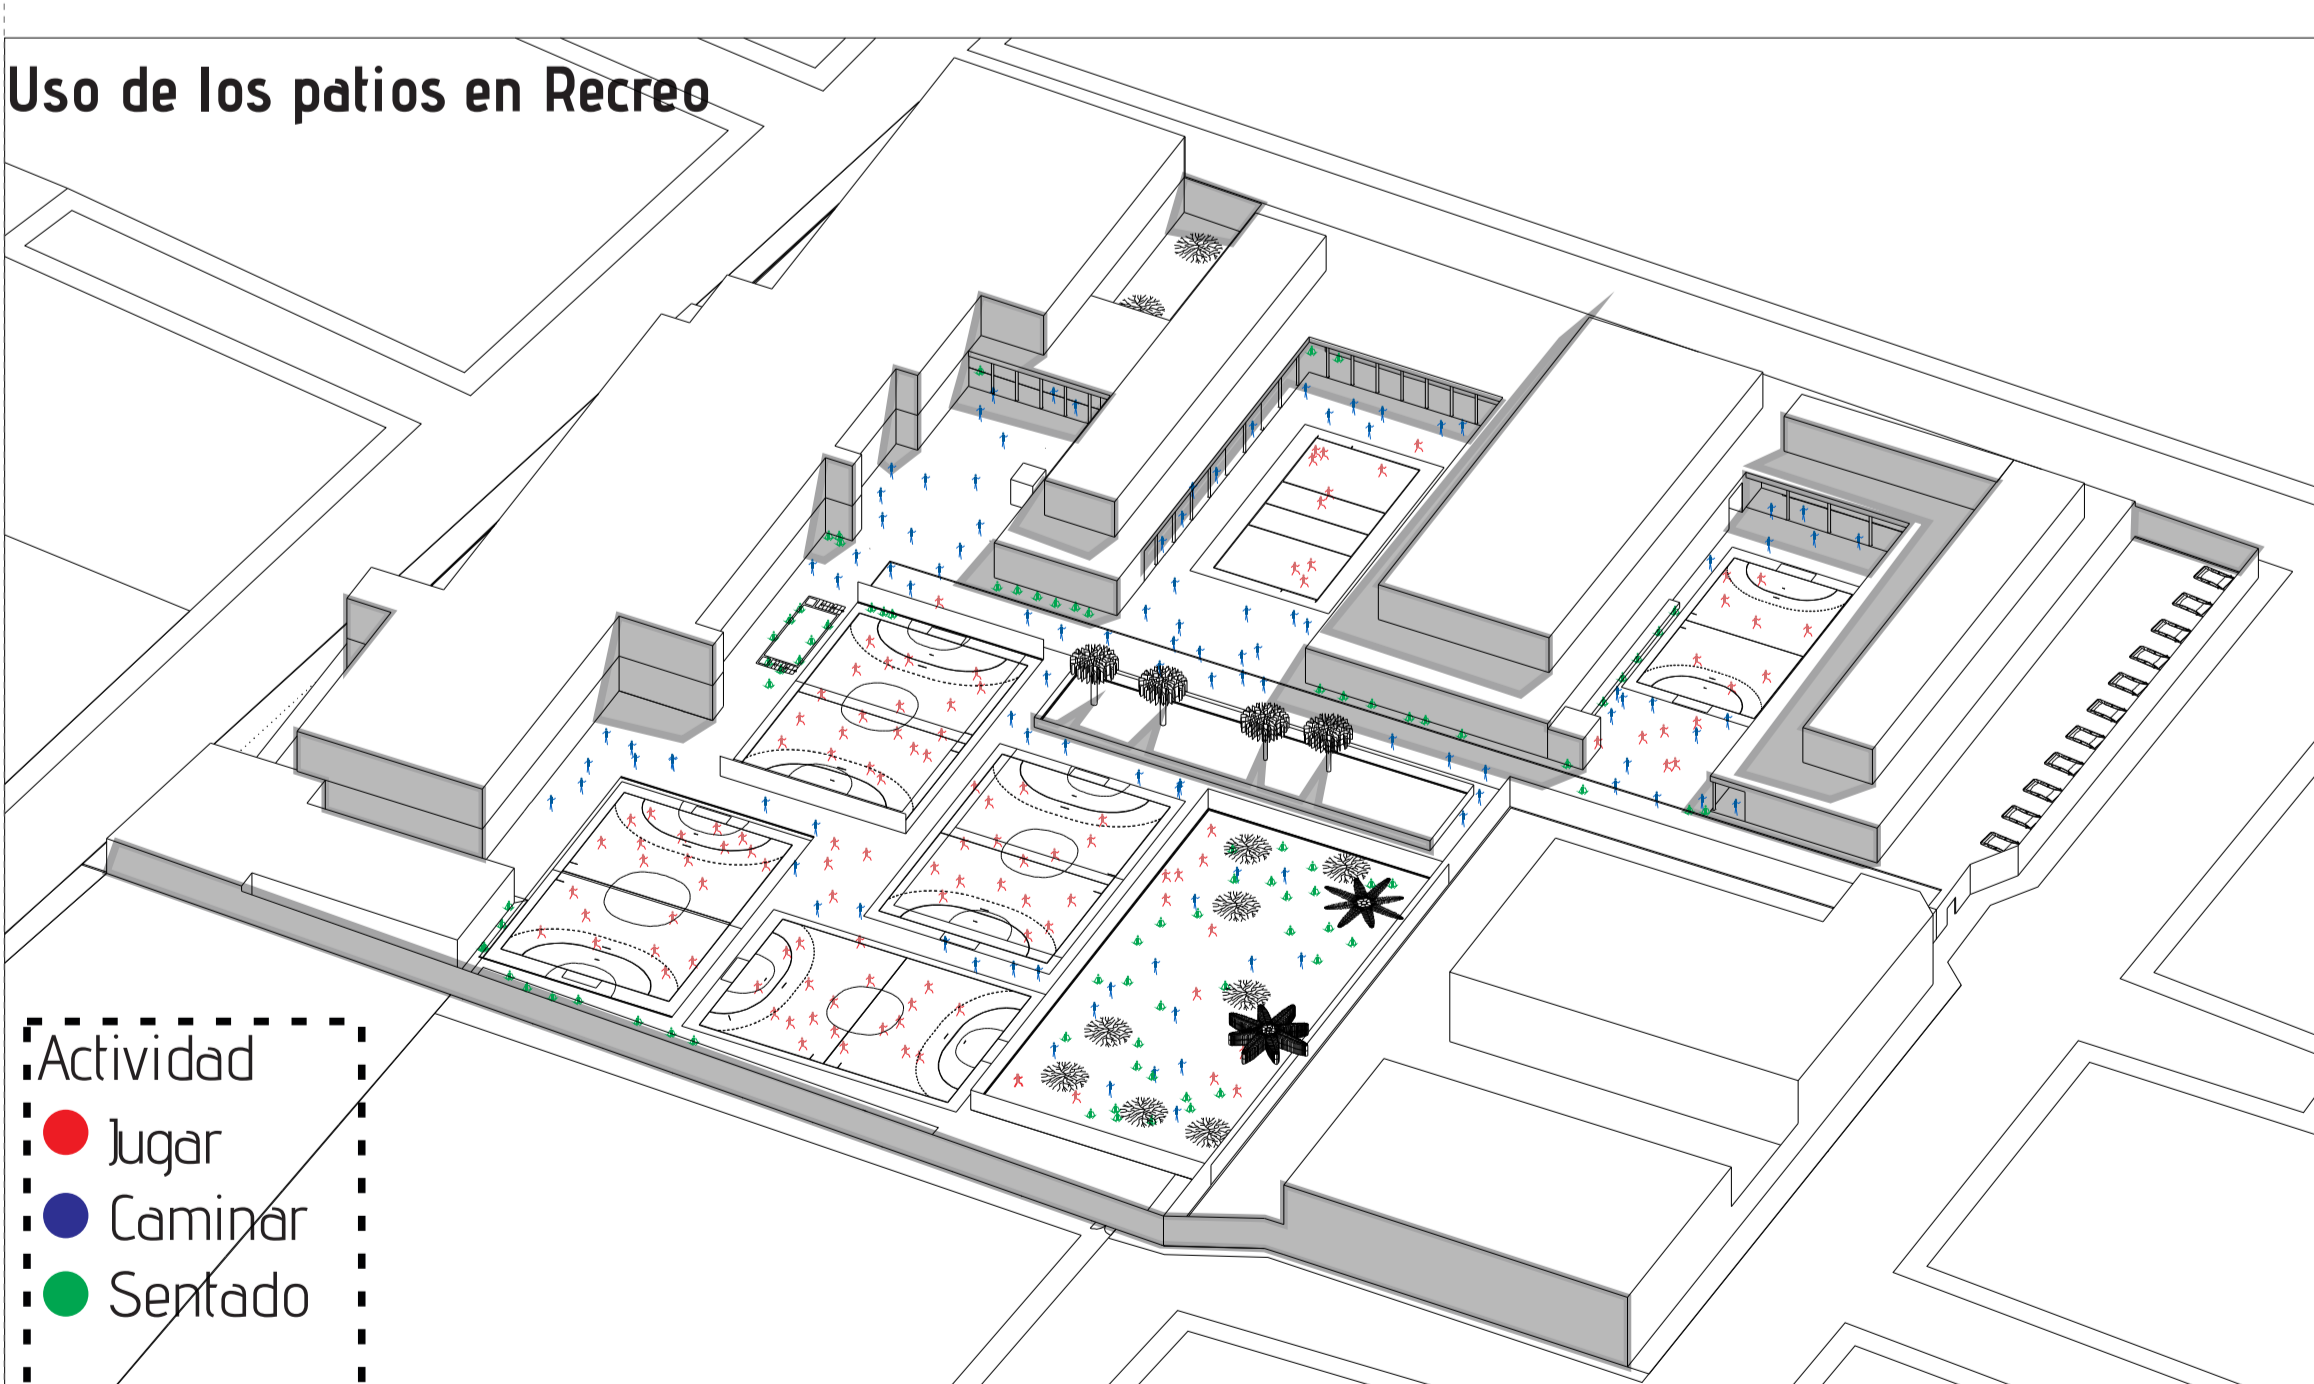 Uso de los patios en Recreo
Actividad
Jugar
Caminar
Sentado